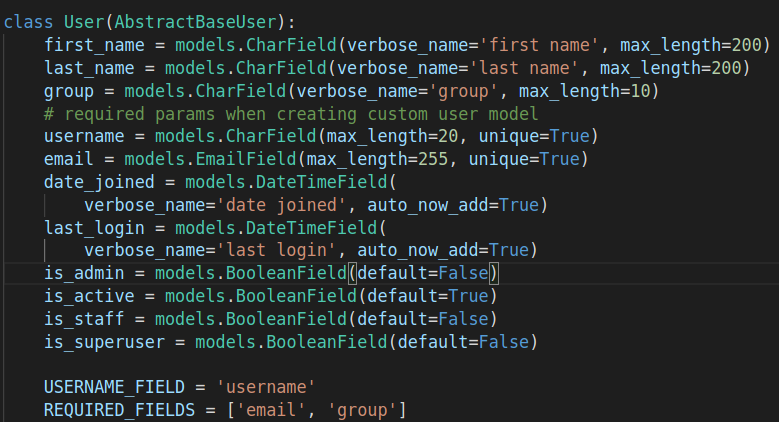 class User(AbstractBaseUser):
    first_name = models.CharField(verbose_name='first name', max_length=200)
    last_name = models.CharField(verbose_name='last name', max_length=200)
    group = models.CharField(verbose_name='group', max_length=10)
    # required params when creating custom user model
    username = models.CharField(max_length=20, unique=True)
    email = models.EmailField(max_length=255, unique=True)
    date_joined = models.DateTimeField(
        verbose_name='date joined', auto_now_add=True)
    last_login = models.DateTimeField(
        verbose_name='last login', auto_now_add=True)
    is_admin = models.BooleanField(default=False)
    is_active = models.BooleanField(default=True)
    is_staff = models.BooleanField(default=False)
    is_superuser = models.BooleanField(default=False)

    USERNAME_FIELD = 'username'
    REQUIRED_FIELDS = ['email', 'group']